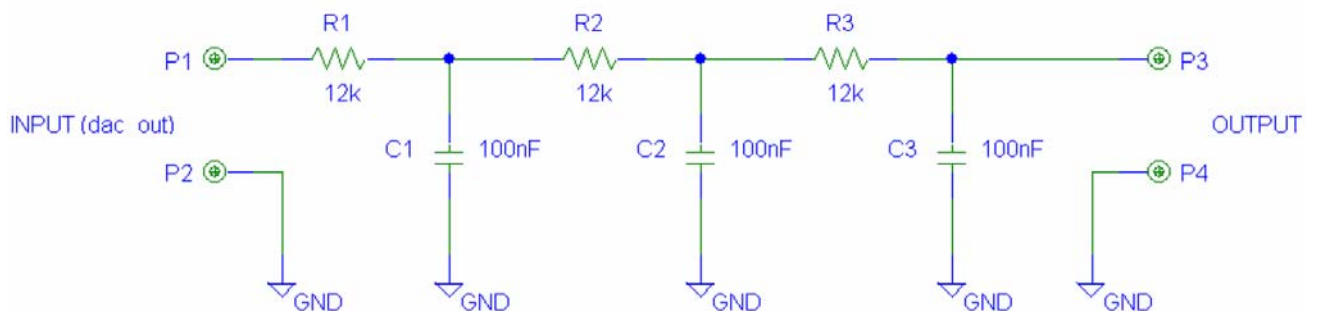 R1 R2 R3
P1 P3
12k 12k 12k
INPUT (dac out) OUTPUT
C1 100nF C2 100nF C3 100nF
P2 P4
GND GND GND GND GND